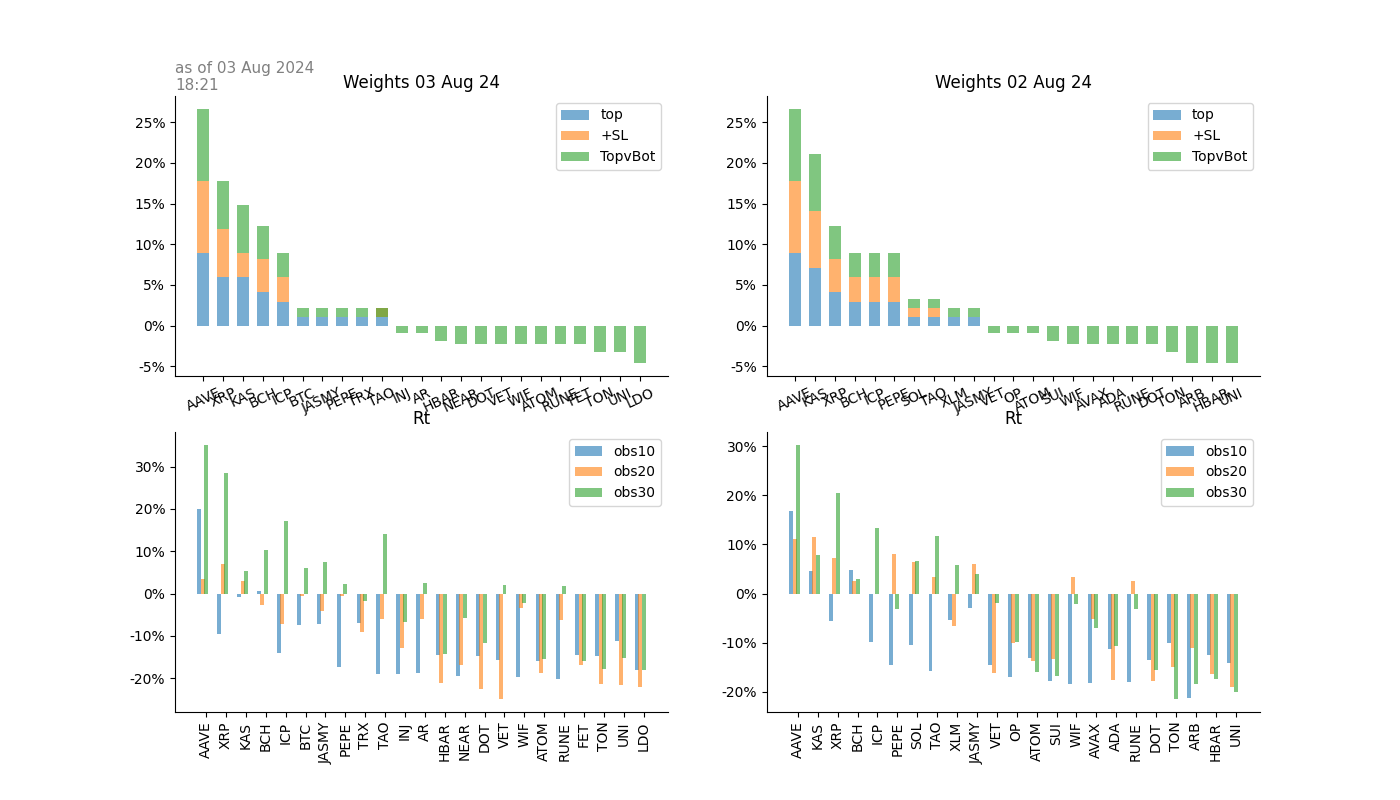 as of 03 Aug 2024
18:21
Weights 03 Aug 24
25%
20%
15%
10%
5%
0%
-5%
top
+SL
TopvBot
AAVE XRP KAS BCH ICP BTC JASMY PEPE TRX TAO INJ AR HBAR NEAR DOT VET WIF ATOM RUNE FET TON UNI LDO
Weights 02 Aug 24
25%
20%
15%
10%
5%
0%
-5%
top
+SL
TopvBot
AAVE KAS XRP BCH ICP PEPE SOL TAO XLM JASMY VET OP ATOM SUI WIF AVAX ADA RUNE DOT TON ARB HBAR UNI
Rt
30%
20%
10%
0%
-10%
-20%
obs10
obs20
obs30
AAVE XRP KAS BCH ICP BTC JASMY PEPE TRX TAO INJ AR HBAR NEAR DOT VET WIF ATOM RUNE FET TON UNI LDO
Rt
30%
20%
10%
0%
-10%
-20%
obs10
obs20
obs30
AAVE KAS XRP BCH ICP PEPE SOL TAO XLM JASMY VET OP ATOM SUI WIF AVAX ADA RUNE DOT TON ARB HBAR UNI